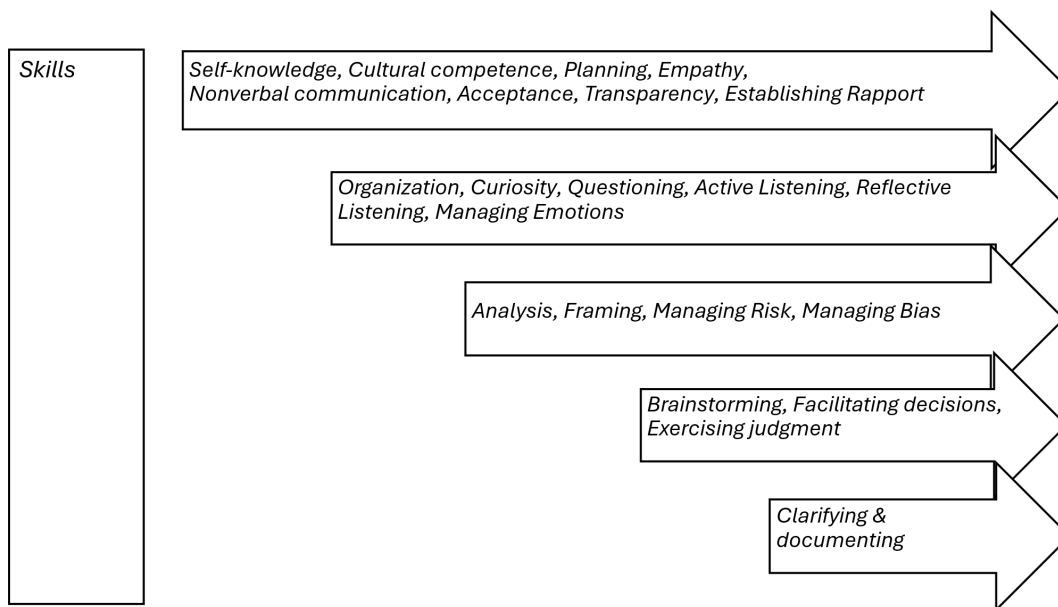 Skills
Self-knowledge, Cultural competence, Planning, Empathy,
Nonverbal communication, Acceptance, Transparency, Establishing Rapport
Organization, Curiosity, Questioning, Active Listening, Reflective
Listening, Managing Emotions
Analysis, Framing, Managing Risk, Managing Bias
Brainstorming, Facilitating decisions,
Exercising judgment
Clarifying &
documenting